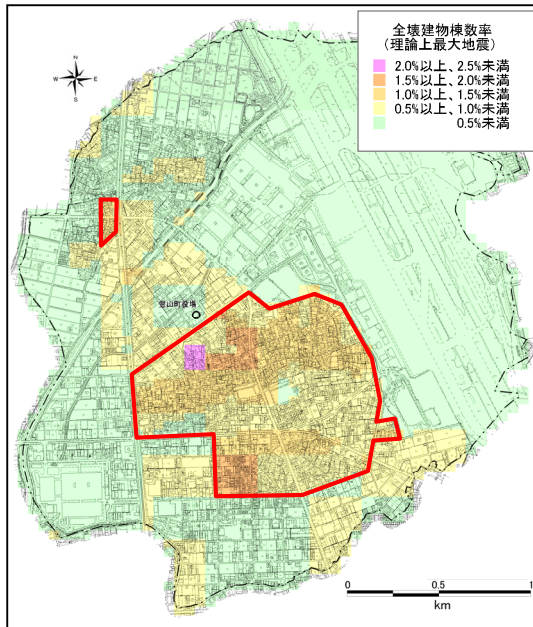 全壊建物棟数率
(理論上最大地震)
2.0%以上、2.5%未満
1.5%以上、2.0%未満
1.0%以上、1.5%未満
0.5%以上、1.0%未満
0.5%未満
N
W
E
S
豊山町役場
0
0.5
1
km